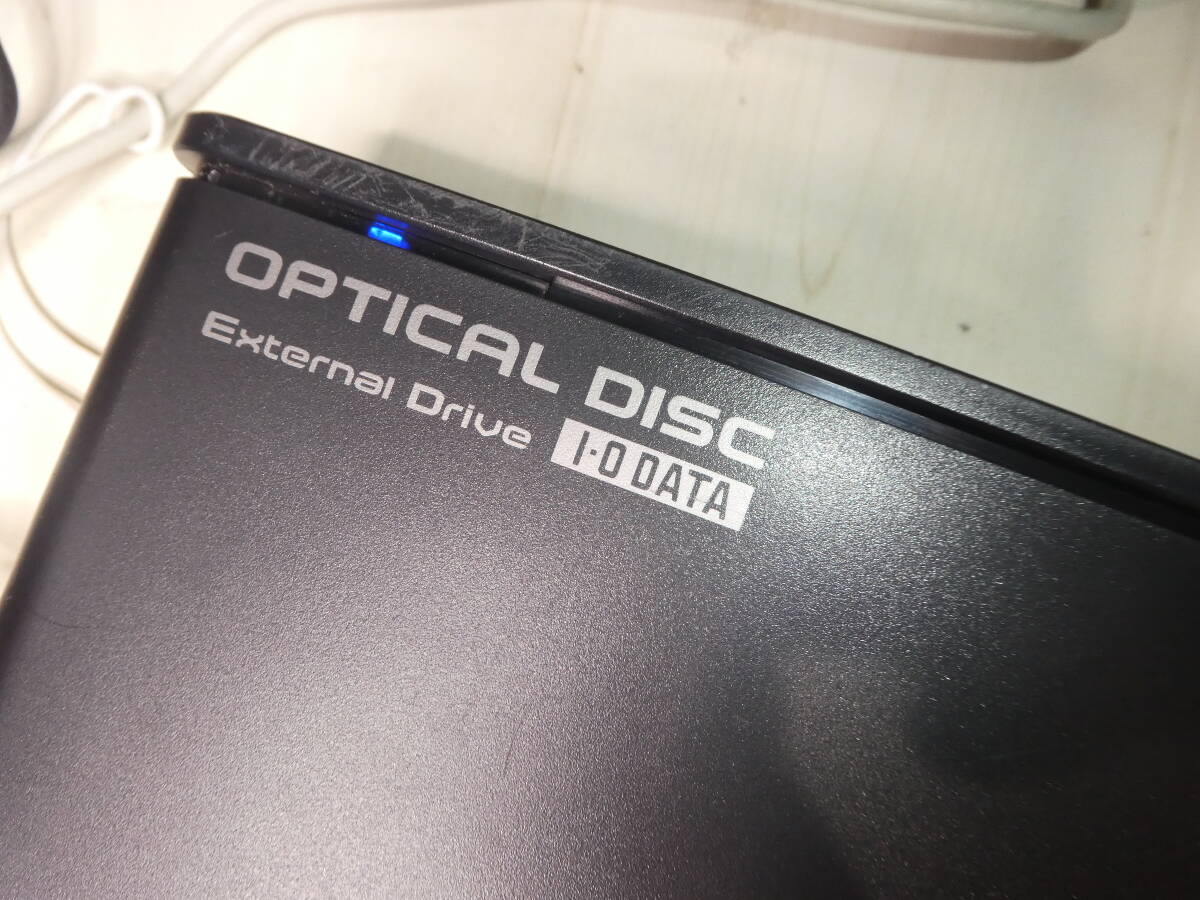 OPTICAL DISC
External Drive I-O DATA